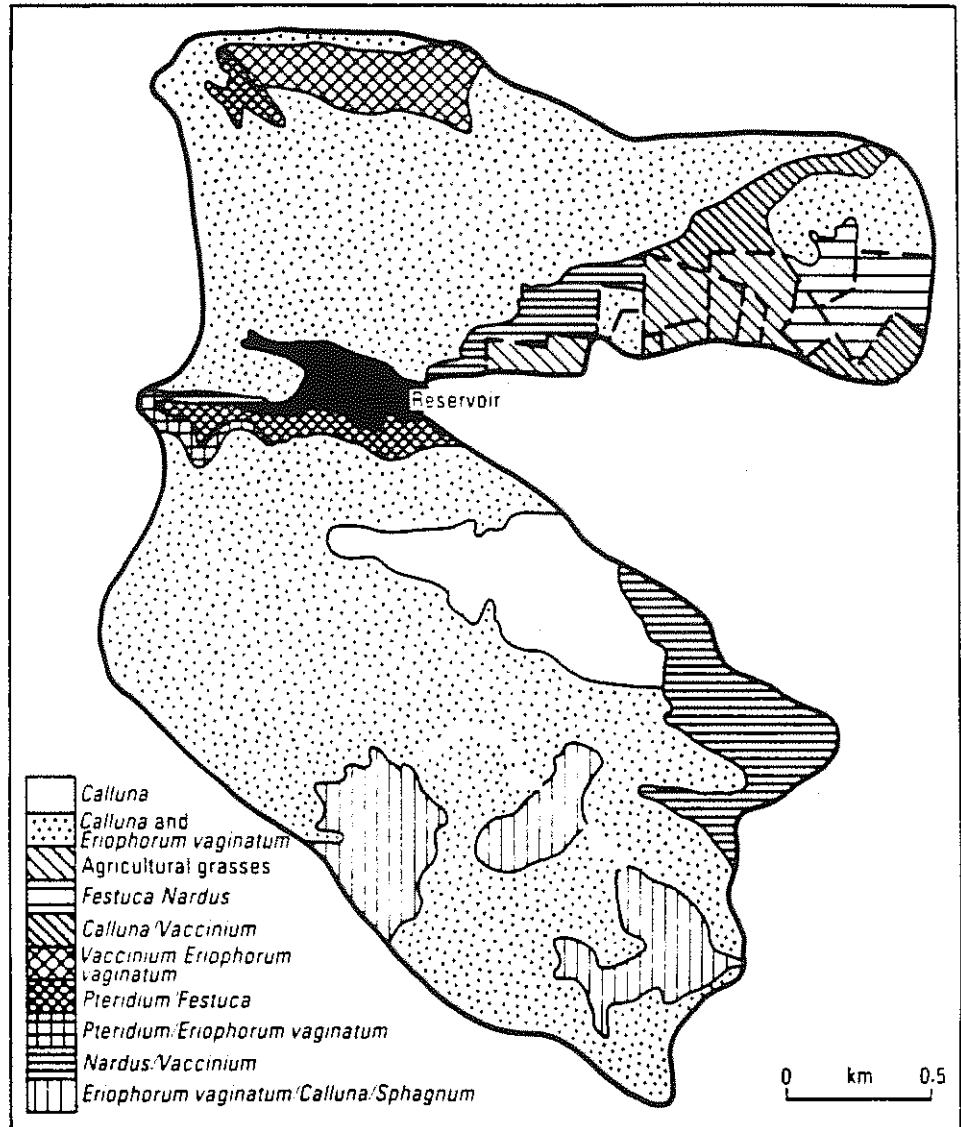 Reservoir
Calluna
Calluna and
Eriophorum vaginatum
Agricultural grasses
Festuca Nardus
Calluna/Vaccinium
Vaccinium Eriophorum
vaginatum
Pteridium/Festuca
Pteridium/Eriophorum vaginatum
Nardus/Vaccinium
Eriophorum vaginatum/Calluna/Sphagnum
0 km 0·5